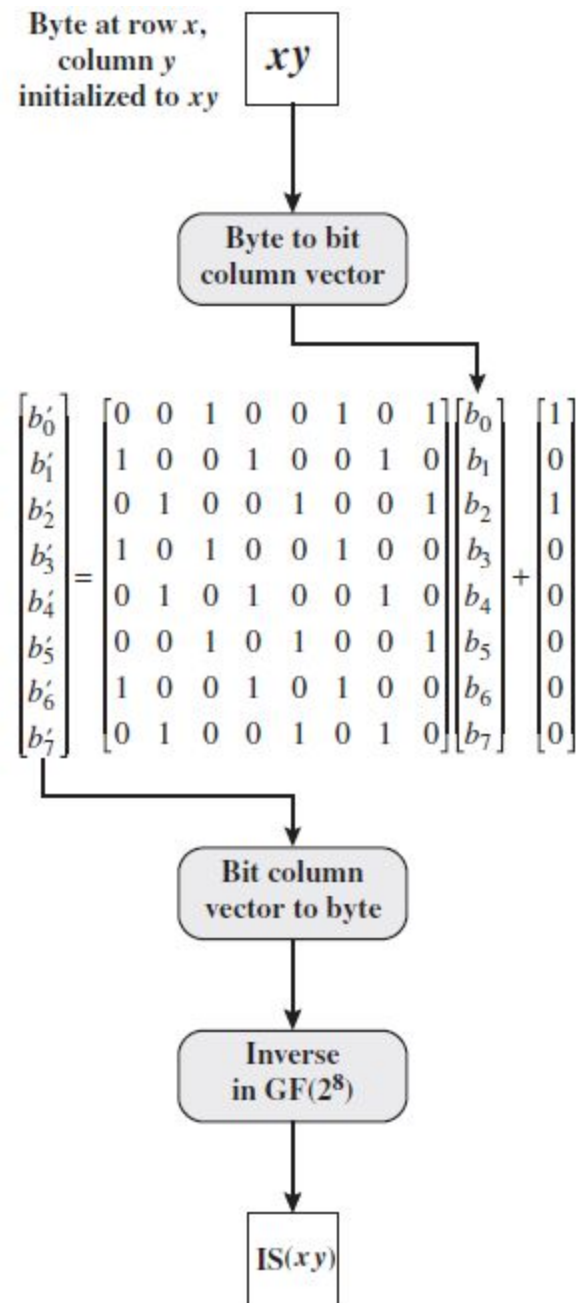 Byte at row x,
column y
initialized to xy
xy
Byte to bit
column vector
b′0 0 0 1 0 0 1 0 1 b0 1
b′1 1 0 0 1 0 0 1 0 b1 0
b′2 0 1 0 0 1 0 0 1 b2 1
b′3 1 0 1 0 0 1 0 0 b3 0
b′4 = 0 1 0 1 0 0 1 0 b4 + 0
b′5 0 0 1 0 1 0 0 1 b5 0
b′6 1 0 0 1 0 1 0 0 b6 0
b′7 0 1 0 0 1 0 1 0 b7 0
Bit column
vector to byte
Inverse
in GF(2⁸)
IS(xy)